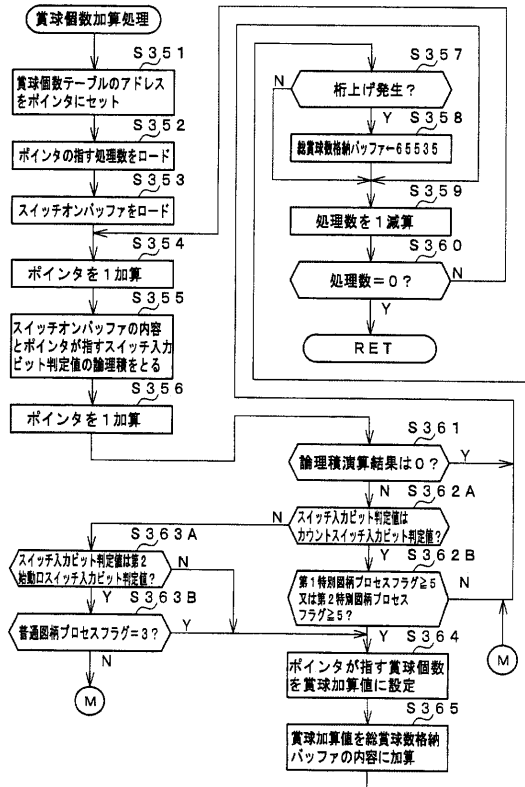 賞球個数加算処理
S351
賞球個数テーブルのアドレス
をポインタにセット
S352
ポインタの指す処理数をロード
S353
スイッチオンバッファをロード
S354
ポインタを1加算
S355
スイッチオンバッファの内容
とポインタが指すスイッチ入力
ビット判定値の論理積をとる
S356
ポインタを1加算
S357
桁上げ発生?
N
Y
S358
総賞球数格納バッファ←65535
S359
処理数を1減算
S360
処理数=0?
N
Y
RET
S361
論理積演算結果は0?
Y
N
S362A
スイッチ入力ビット判定値は
カウントスイッチ入力ビット判定値?
N
Y
S362B
第1特別図柄プロセスフラグ≧5
又は第2特別図柄プロセス
フラグ≧5?
N
Y
M
S363A
スイッチ入力ビット判定値は第2
始動口スイッチ入力ビット判定値?
N
Y
S363B
普通図柄プロセスフラグ=3?
Y
N
M
S364
ポインタが指す賞球個数
を賞球加算値に設定
S365
賞球加算値を総賞球数格納
バッファの内容に加算